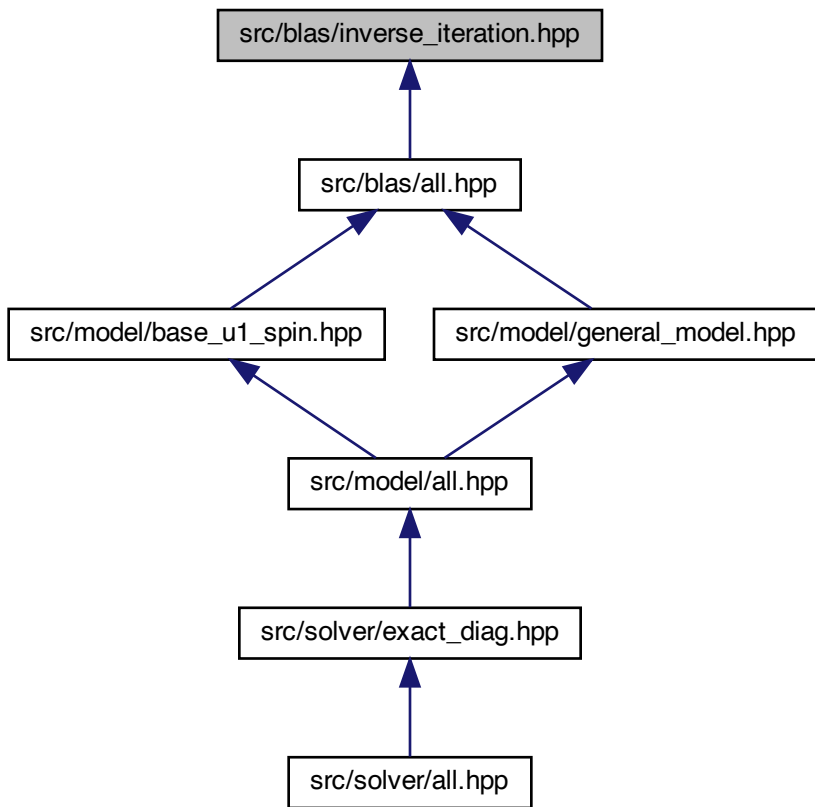 src/blas/inverse_iteration.hpp
src/blas/all.hpp
src/model/base_u1_spin.hpp
src/model/general_model.hpp
src/model/all.hpp
src/solver/exact_diag.hpp
src/solver/all.hpp